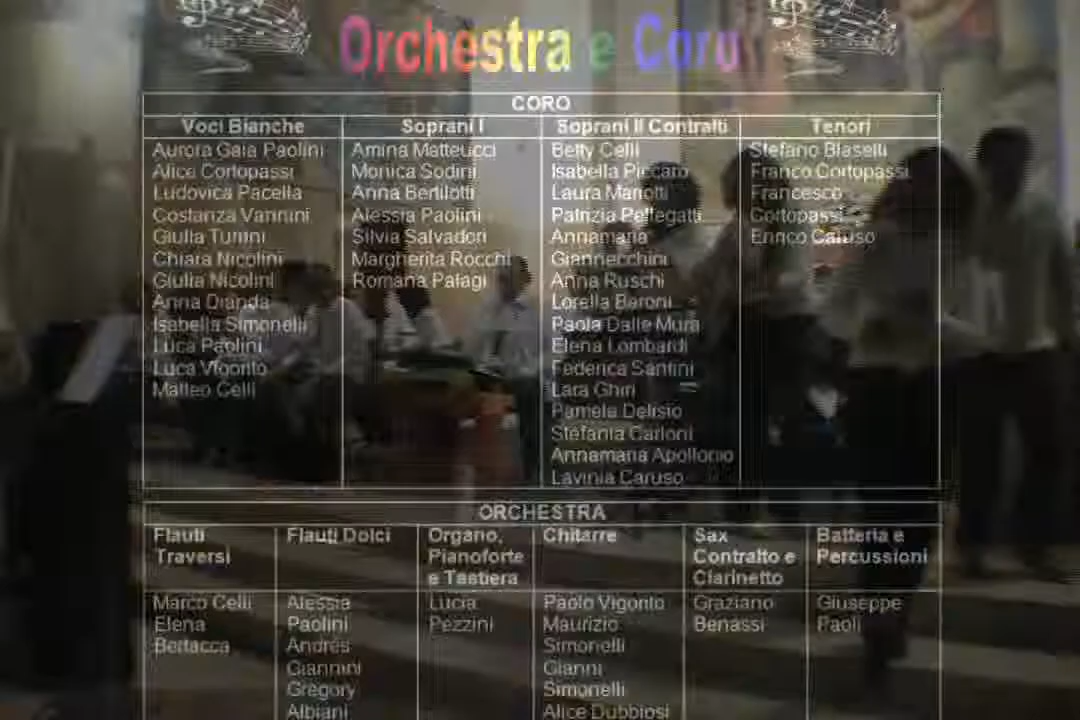 Orchestra e Coro
CORO
Voci Bianche
Aurora Gaia Paolini
Alice Cortopassi
Ludovica Pacella
Costanza Vannini
Giulia Turrini
Chiara Nicolini
Giulia Nicolini
Anna Dianda
Isabella Simonelli
Luca Paolini
Luca Vigorito
Matteo Celli
Soprani I
Amina Matteucci
Monica Sodini
Anna Bertilotti
Alessia Paolini
Silvia Salvadori
Margherita Rocchi
Romana Palagi
Soprani II Contralti
Betty Celli
Isabella Piccaro
Laura Mariotti
Patrizia Pellegatti
Annamaria
Giannecchini
Anna Ruschi
Lorella Baroni
Paola Dalle Mura
Elena Lombardi
Federica Santini
Lara Ghiri
Pamela Delisio
Stefania Carloni
Annamaria Apollonio
Lavinia Caruso
Tenori
Stefano Biaselli
Franco Cortopassi
Francesco
Cortopassi
Enrico Caruso
ORCHESTRA
Flauti
Traversi
Marco Celli
Elena
Bertacca
Flauti Dolci
Alessia
Paolini
Andrés
Giannini
Gregory
Albiani
Organo,
Pianoforte
e Tastiera
Lucia
Pezzini
Chitarre
Paolo Vigorito
Maurizio
Simonelli
Gianni
Simonelli
Alice Dubbiosi
Sax
Contralto e
Clarinetto
Graziano
Benassi
Batteria e
Percussioni
Giuseppe
Paoli